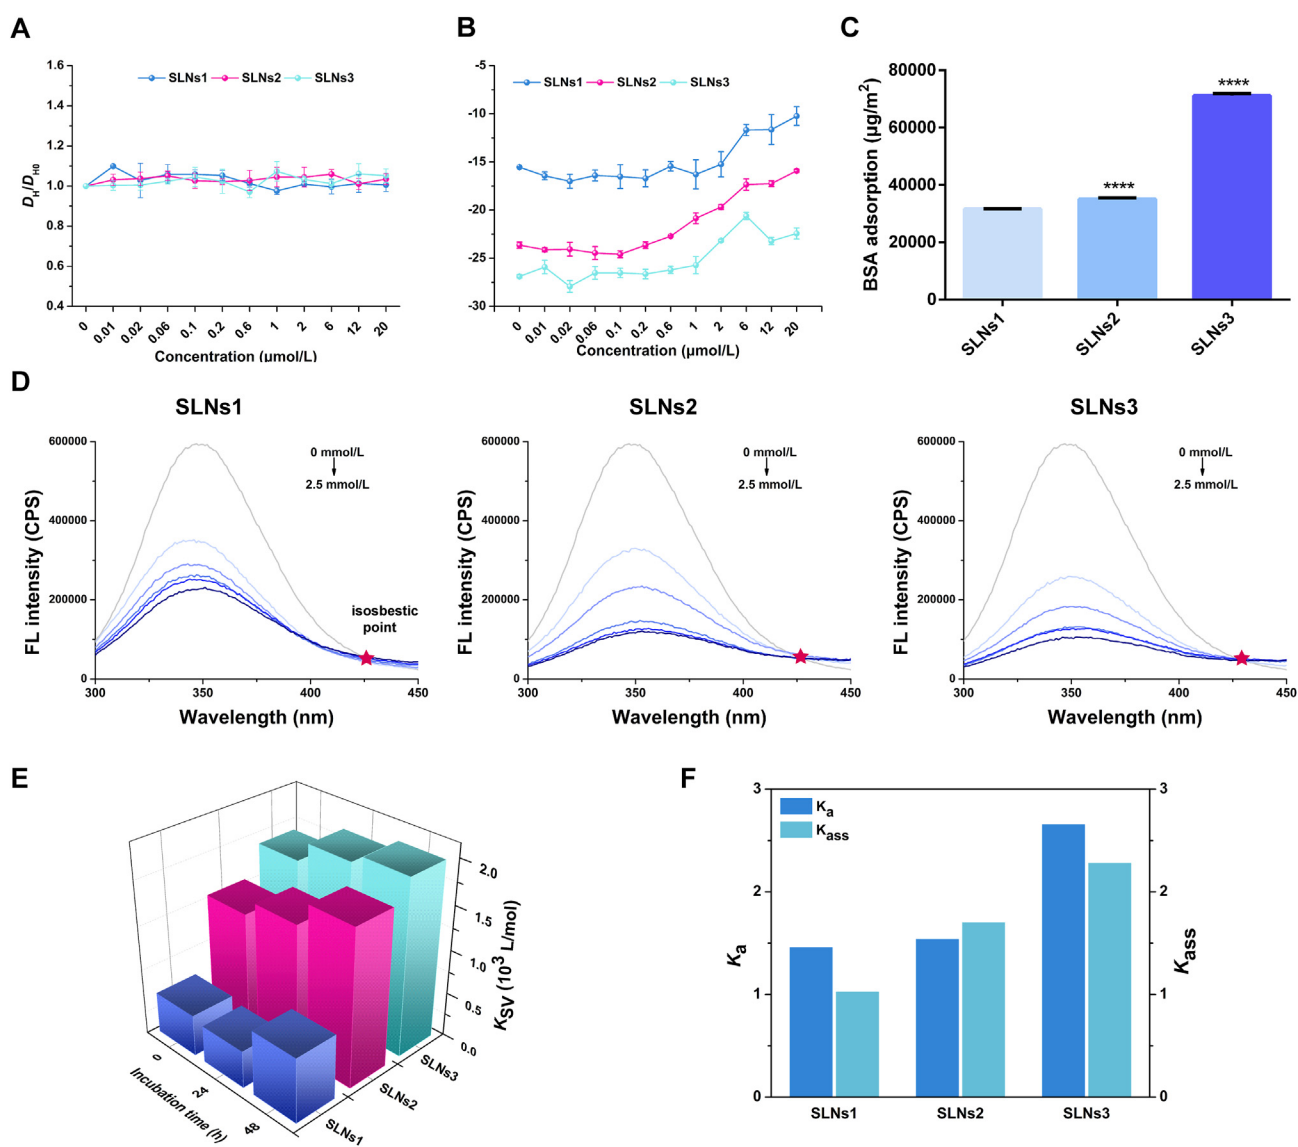 A
1.6
1.4
1.2
1.0
0.8
0.6
0.4
SLNs1
SLNs2
SLNs3
D_H/D_H0
0 0.01 0.02 0.06 0.1 0.2 0.6 1 2 6 12 20
Concentration (µmol/L)
B
-5
-10
-15
-20
-25
-30
SLNs1
SLNs2
SLNs3
0 0.01 0.02 0.06 0.1 0.2 0.6 1 2 6 12 20
Concentration (µmol/L)
C
BSA adsorption (µg/m²)
80000
60000
40000
20000
0
****
****
SLNs1 SLNs2 SLNs3
D
SLNs1
FL intensity (CPS)
600000
400000
200000
0
0 mmol/L
2.5 mmol/L
isosbestic
point
300 350 400 450
Wavelength (nm)
SLNs2
FL intensity (CPS)
600000
400000
200000
0
0 mmol/L
2.5 mmol/L
300 350 400 450
Wavelength (nm)
SLNs3
FL intensity (CPS)
600000
400000
200000
0
0 mmol/L
2.5 mmol/L
300 350 400 450
Wavelength (nm)
E
2.0
1.5
1.0
0.5
0.0
K_SV (10³ L/mol)
0 24 48
Incubation time (h)
SLNs1
SLNs2
SLNs3
F
3
2
1
0
K_a
K_a
K_ass
3
2
1
0
K_ass
SLNs1 SLNs2 SLNs3